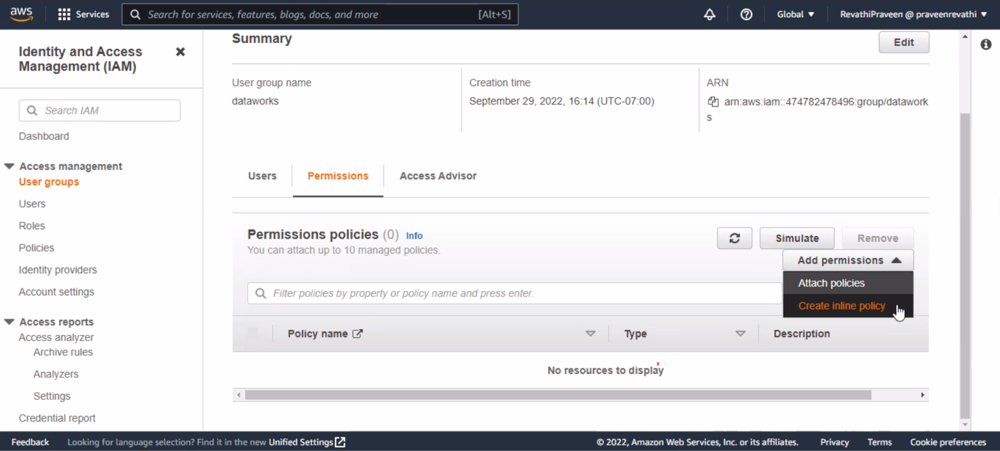 aws
Services
Search for services, features, blogs, docs, and more
[Alt+S]
Global
RevathiPraveen @ praveenrevathi
Identity and Access
Management (IAM)
Search IAM
Dashboard
Access management
User groups
Users
Roles
Policies
Identity providers
Account settings
Access reports
Access analyzer
Archive rules
Analyzers
Settings
Credential report
Summary
Edit
User group name
dataworks
Creation time
September 29, 2022, 16:14 (UTC-07:00)
ARN
arn:aws:iam::474782478496:group/datawork
s
Users
Permissions
Access Advisor
Permissions policies (0) Info
You can attach up to 10 managed policies.
Simulate
Remove
Add permissions
Attach policies
Create inline policy
Filter policies by property or policy name and press enter.
Policy name
Type
Description
No resources to display
Feedback
Looking for language selection? Find it in the new Unified Settings
© 2022, Amazon Web Services, Inc. or its affiliates.
Privacy
Terms
Cookie preferences